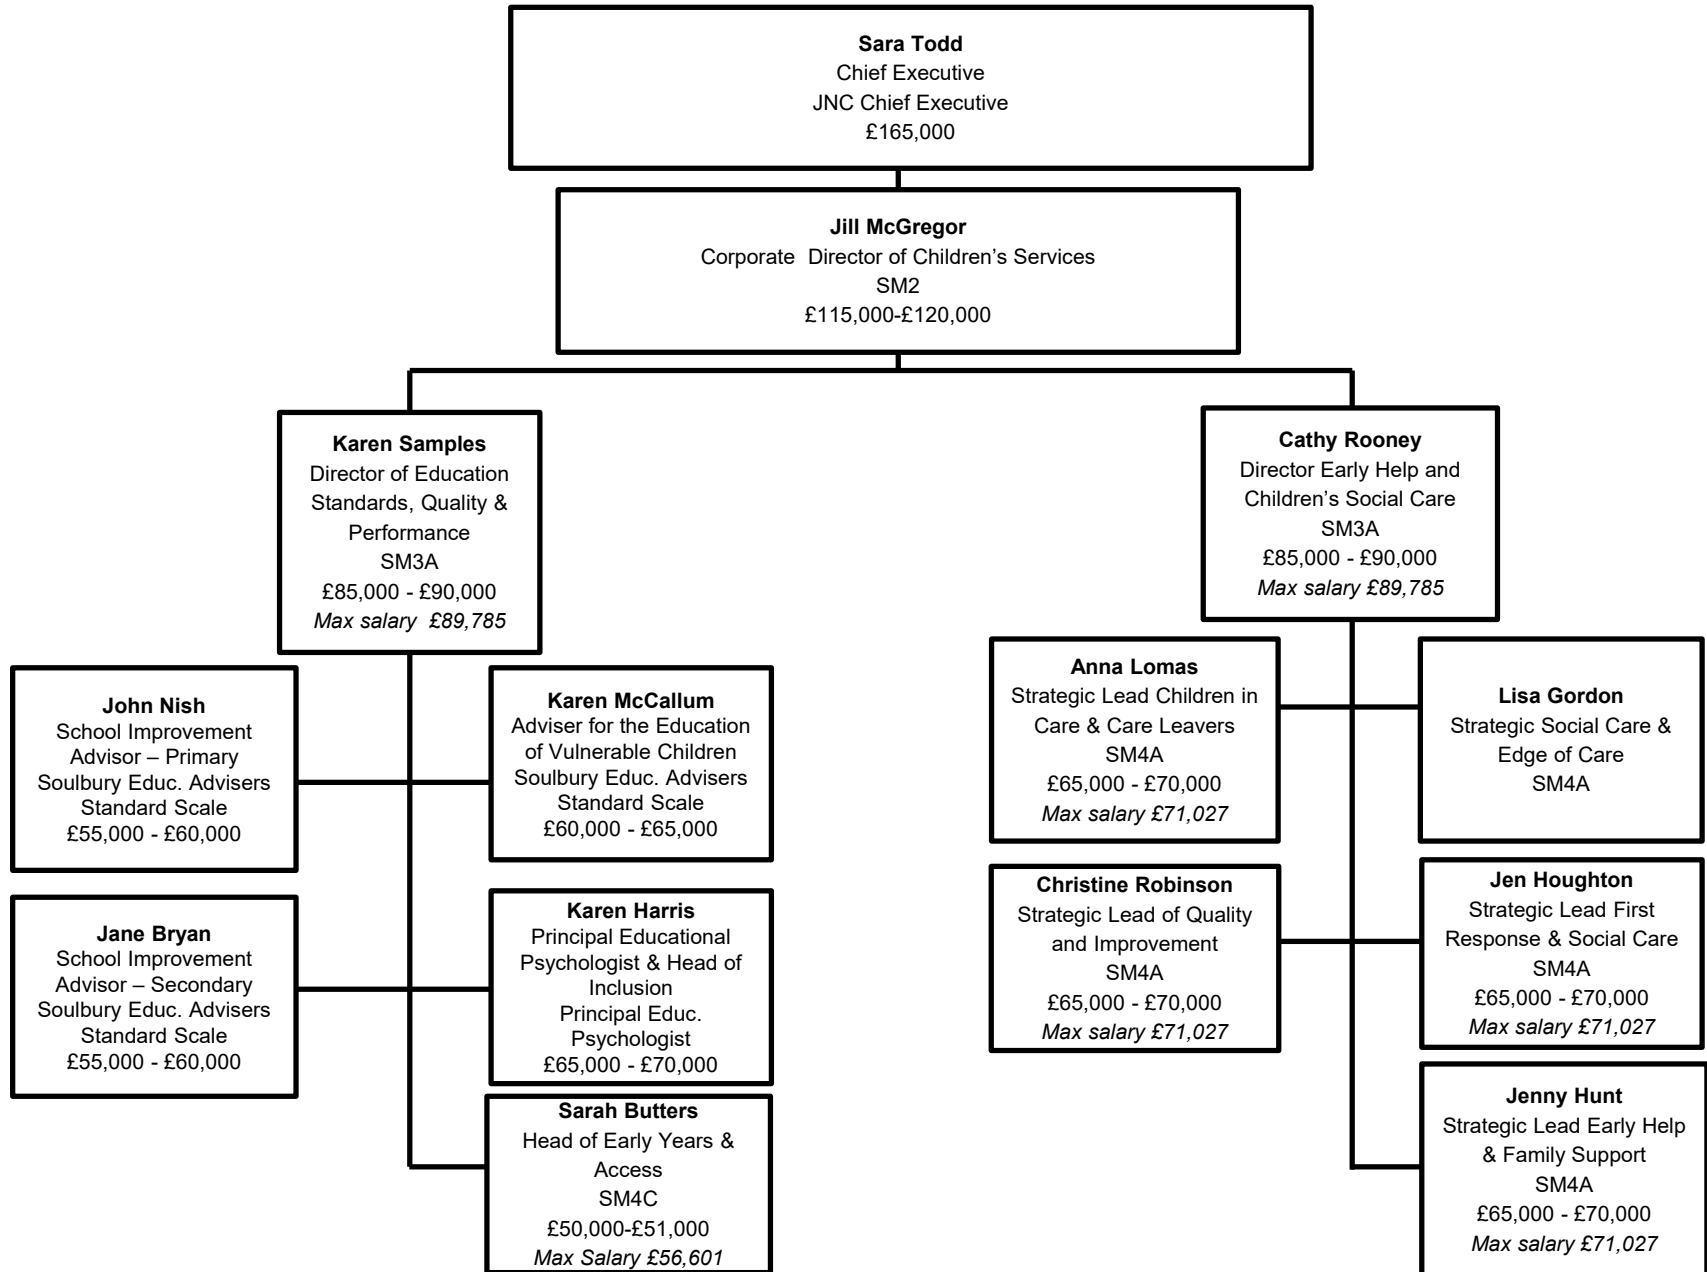 Sara Todd
Chief Executive
JNC Chief Executive
£165,000
Jill McGregor
Corporate  Director of Children’s Services
SM2
£115,000-£120,000
Karen Samples
Director of Education
Standards, Quality &
Performance
SM3A
£85,000 - £90,000
Max salary  £89,785
Cathy Rooney
Director Early Help and
Children’s Social Care
SM3A
£85,000 - £90,000
Max salary £89,785
John Nish
School Improvement
Advisor – Primary
Soulbury Educ. Advisers
Standard Scale
£55,000 - £60,000
Karen McCallum
Adviser for the Education
of Vulnerable Children
Soulbury Educ. Advisers
Standard Scale
£60,000 - £65,000
Jane Bryan
School Improvement
Advisor – Secondary
Soulbury Educ. Advisers
Standard Scale
£55,000 - £60,000
Karen Harris
Principal Educational
Psychologist & Head of
Inclusion
Principal Educ.
Psychologist
£65,000 - £70,000
Sarah Butters
Head of Early Years &
Access
SM4C
£50,000-£51,000
Max Salary £56,601
Anna Lomas
Strategic Lead Children in
Care & Care Leavers
SM4A
£65,000 - £70,000
Max salary £71,027
Lisa Gordon
Strategic Social Care &
Edge of Care
SM4A
Christine Robinson
Strategic Lead of Quality
and Improvement
SM4A
£65,000 - £70,000
Max salary £71,027
Jen Houghton
Strategic Lead First
Response & Social Care
SM4A
£65,000 - £70,000
Max salary £71,027
Jenny Hunt
Strategic Lead Early Help
& Family Support
SM4A
£65,000 - £70,000
Max salary £71,027